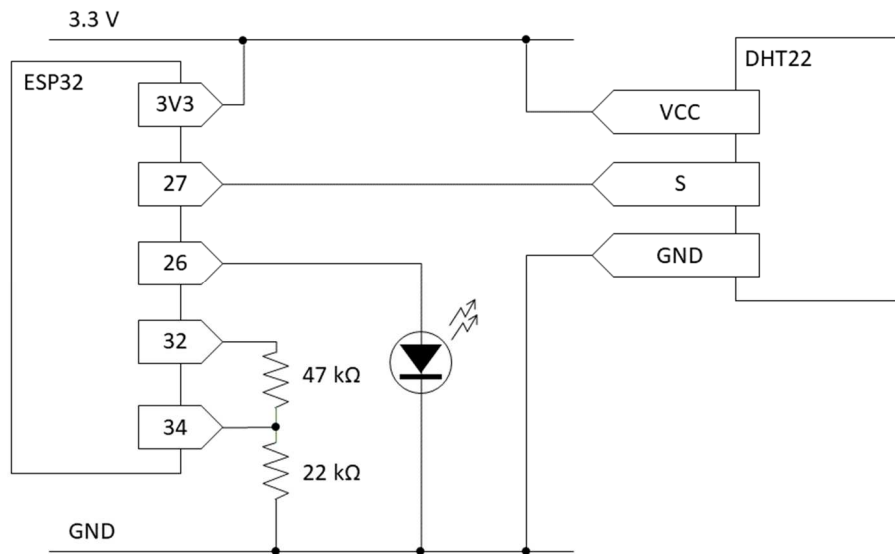 3.3 V
ESP32
DHT22
3V3
VCC
27
S
26
GND
32
47 kΩ
34
22 kΩ
GND